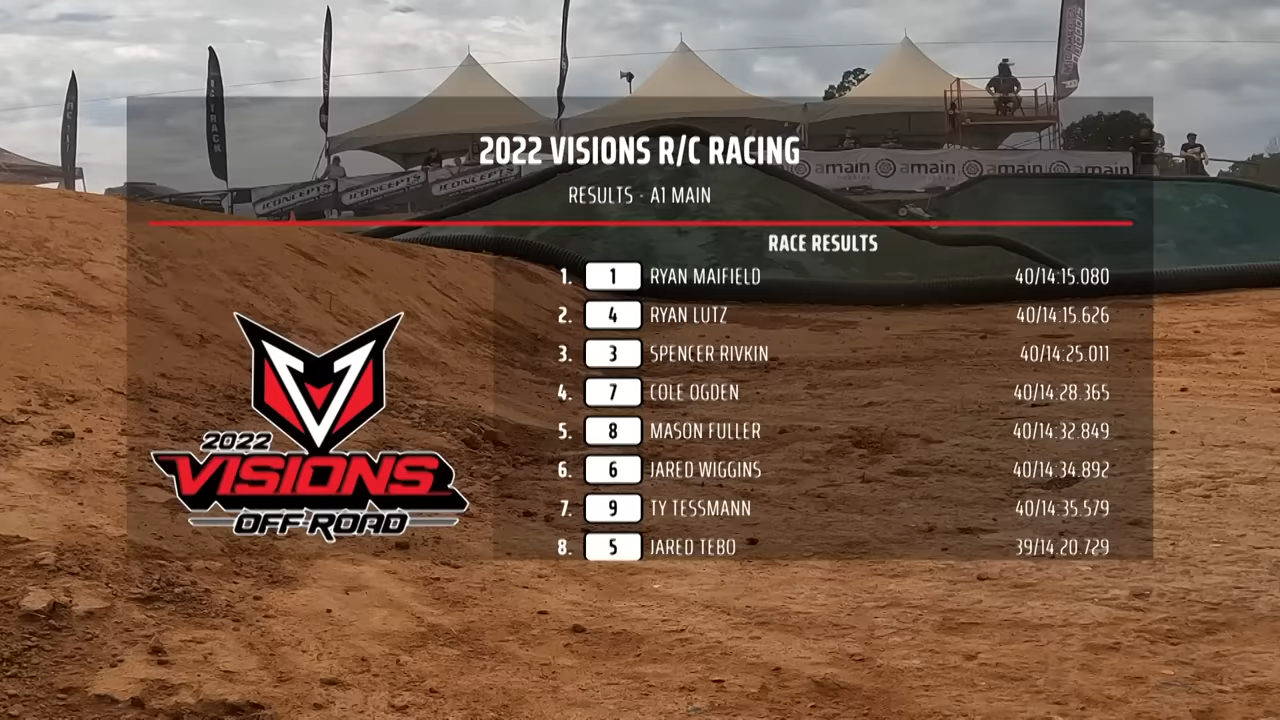 2022 VISIONS R/C RACING
RESULTS - A1 MAIN
RACE RESULTS
1. 1 RYAN MAIFIELD 40/14:15.080
2. 4 RYAN LUTZ 40/14:15.626
3. 3 SPENCER RIVKIN 40/14:25.011
4. 7 COLE OGDEN 40/14:28.365
5. 8 MASON FULLER 40/14:32.849
6. 6 JARED WIGGINS 40/14:34.892
7. 9 TY TESSMANN 40/14:35.579
8. 5 JARED TEBO 39/14:20.729
2022
VISIONS
OFF-ROAD
JCONCEPTS JCONCEPTS JCONCEPTS
amain amain amain amain